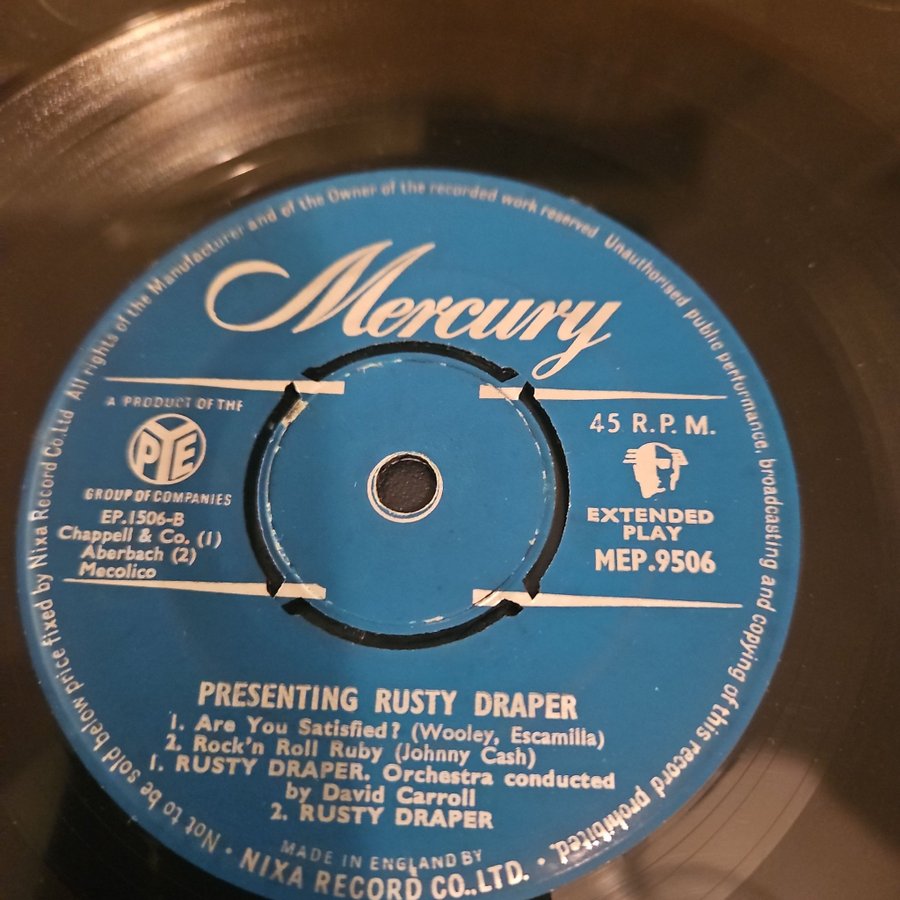 All rights of the Manufacturer and of the Owner of the recorded work reserved Unauthorised public performance, broadcasting and copying of this record prohibited.
Mercury
A PRODUCT OF THE
PYE
GROUP OF COMPANIES
EP.1506-B
Chappell & Co. (1)
Aberbach (2)
Mecolico
45 R.P.M.
EXTENDED
PLAY
MEP.9506
PRESENTING RUSTY DRAPER
1. Are You Satisfied? (Wooley, Escamilla)
2. Rock'n Roll Ruby (Johnny Cash)
1. RUSTY DRAPER. Orchestra conducted
by David Carroll
2. RUSTY DRAPER
MADE IN ENGLAND BY
NIXA RECORD CO.,LTD.
Not to be sold below price fixed by Nixa Record Co.Ltd